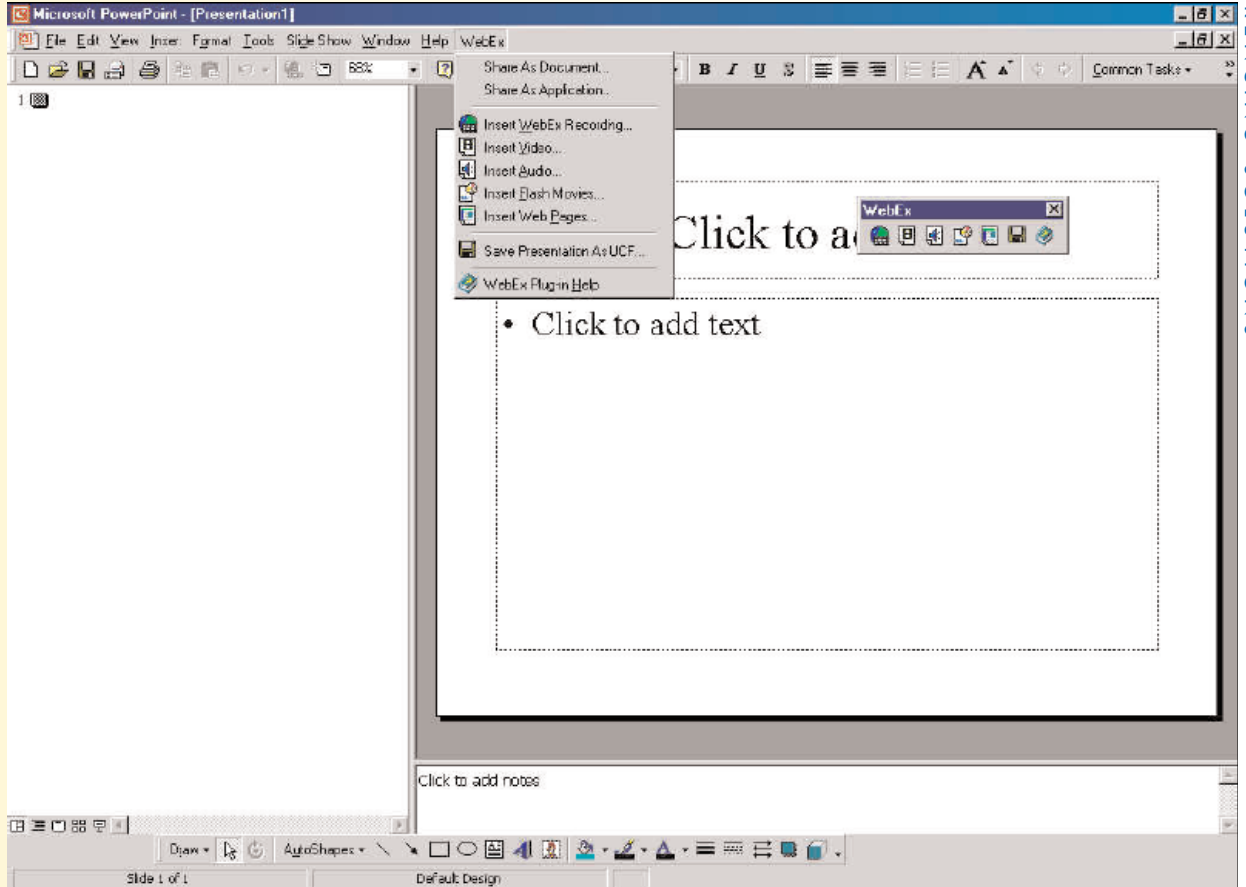 Microsoft PowerPoint - [Presentation1]
File Edit View Insert Format Tools Slide Show Window Help WebEx
68% B I U S A A Common Tasks
Share As Document...
Share As Application...
Insert WebEx Recording...
Insert Video...
Insert Audio...
Insert Flash Movies...
Insert Web Pages...
Save Presentation As UCF...
WebEx Plug-in Help
1
WebEx
Click to a
• Click to add text
Click to add notes
Draw AutoShapes A A
Slide 1 of 1 Default Design